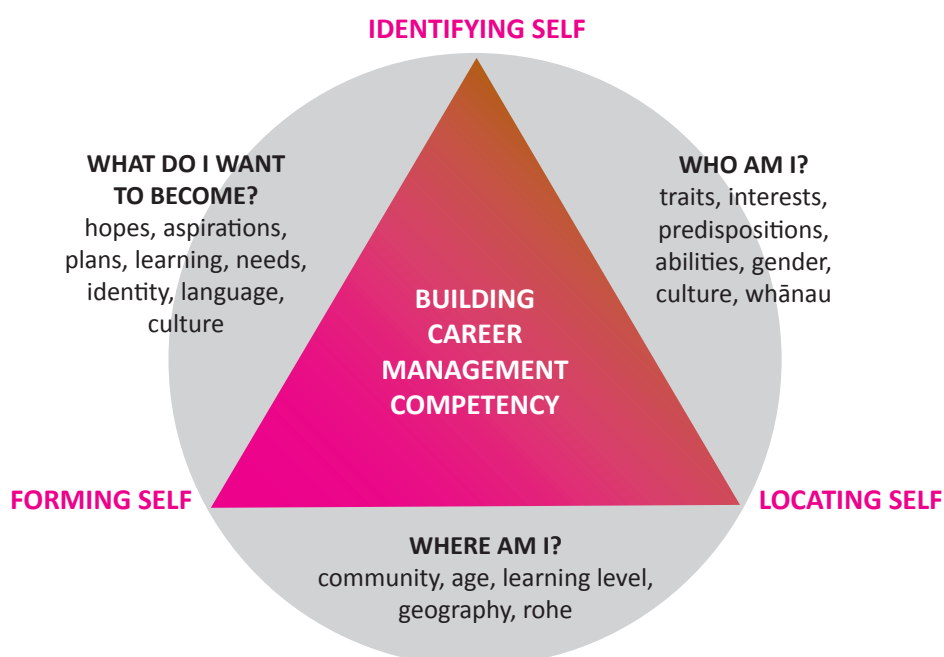 IDENTIFYING SELF
WHAT DO I WANT
TO BECOME?
hopes, aspirations,
plans, learning, needs,
identity, language,
culture
WHO AM I?
traits, interests,
predispositions,
abilities, gender,
culture, whānau
BUILDING
CAREER
MANAGEMENT
COMPETENCY
FORMING SELF
LOCATING SELF
WHERE AM I?
community, age, learning level,
geography, rohe